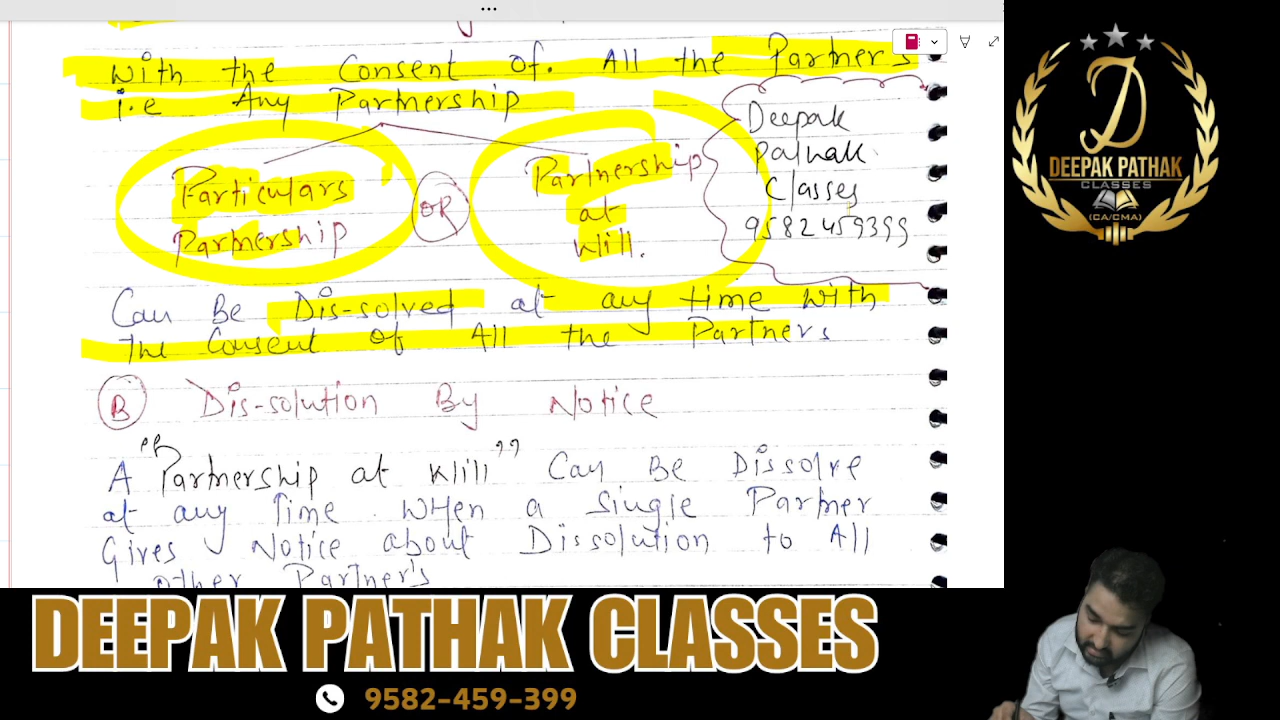 with the Consent of. All the Partner's
i.e Any Partnership
Particulars
Partnership
OR
Partnership
at
Will.
Deepak
Pathak
Classes
9582459399
Can Be Dis-solved at any time with
the Consent of All the Partners
B Dis-solution By Notice
A "Partnership at Will" Can Be Dissolve
at any Time. When a Single Partner
Gives Notice about Dissolution to All
other Partner's
D
DEEPAK PATHAK
CLASSES
(CA/CMA)
DEEPAK PATHAK CLASSES
9582-459-399